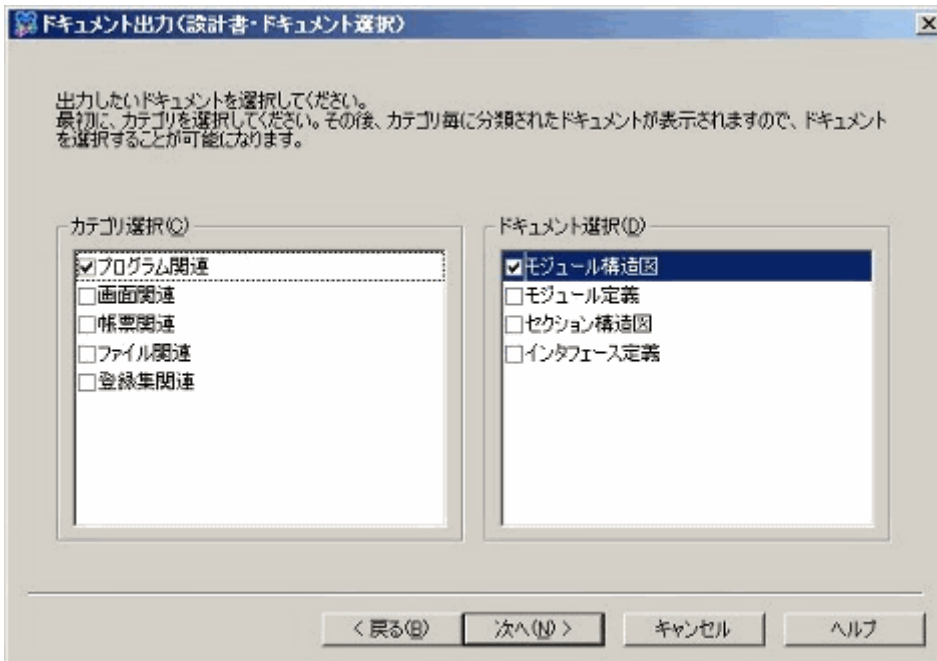 ドキュメント出力(設計書・ドキュメント選択)
出力したいドキュメントを選択してください。
最初に、カテゴリを選択してください。その後、カテゴリ毎に分類されたドキュメントが表示されますので、ドキュメント
を選択することが可能になります。
カテゴリ選択(C)
プログラム関連
画面関連
帳票関連
ファイル関連
登録集関連
ドキュメント選択(D)
モジュール構造図
モジュール定義
セクション構造図
インタフェース定義
< 戻る(B)
次へ(N) >
キャンセル
ヘルプ